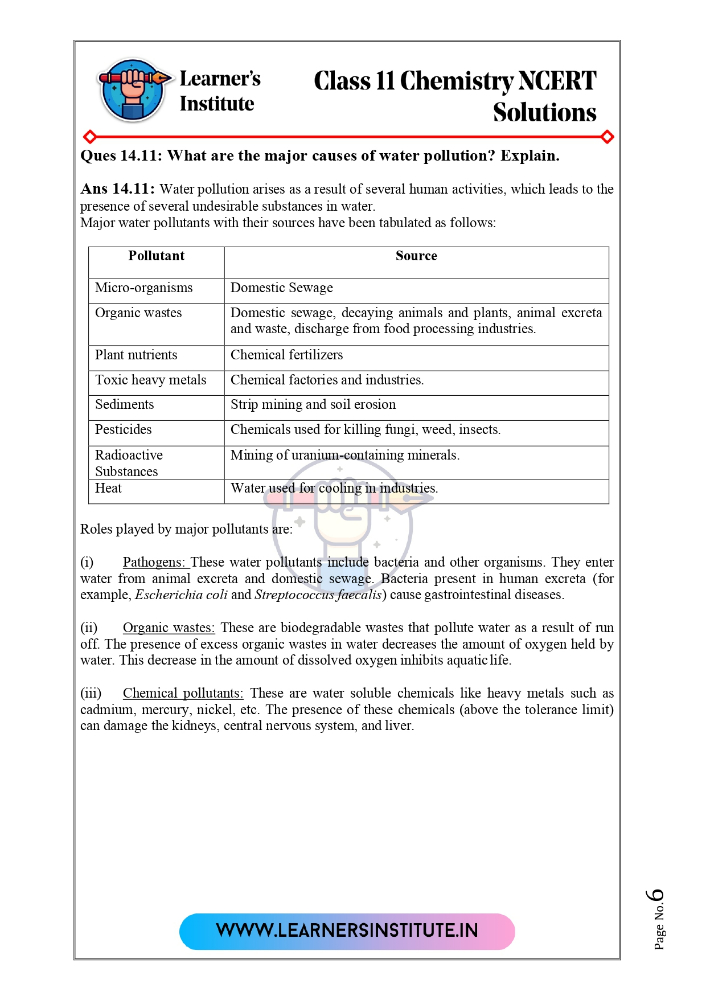 Learner's
Institute
Class 11 Chemistry NCERT
Solutions
Ques 14.11: What are the major causes of water pollution? Explain.
Ans 14.11: Water pollution arises as a result of several human activities, which leads to the
presence of several undesirable substances in water.
Major water pollutants with their sources have been tabulated as follows:
Pollutant Source
Micro-organisms Domestic Sewage
Organic wastes Domestic sewage, decaying animals and plants, animal excreta
and waste, discharge from food processing industries.
Plant nutrients Chemical fertilizers
Toxic heavy metals Chemical factories and industries.
Sediments Strip mining and soil erosion
Pesticides Chemicals used for killing fungi, weed, insects.
Radioactive Mining of uranium-containing minerals.
Substances
Heat Water used for cooling in industries.
Roles played by major pollutants are:
(i) Pathogens: These water pollutants include bacteria and other organisms. They enter
water from animal excreta and domestic sewage. Bacteria present in human excreta (for
example, Escherichia coli and Streptococcus faecalis) cause gastrointestinal diseases.
(ii) Organic wastes: These are biodegradable wastes that pollute water as a result of run
off. The presence of excess organic wastes in water decreases the amount of oxygen held by
water. This decrease in the amount of dissolved oxygen inhibits aquatic life.
(iii) Chemical pollutants: These are water soluble chemicals like heavy metals such as
cadmium, mercury, nickel, etc. The presence of these chemicals (above the tolerance limit)
can damage the kidneys, central nervous system, and liver.
Page No.6
WWW.LEARNERSINSTITUTE.IN